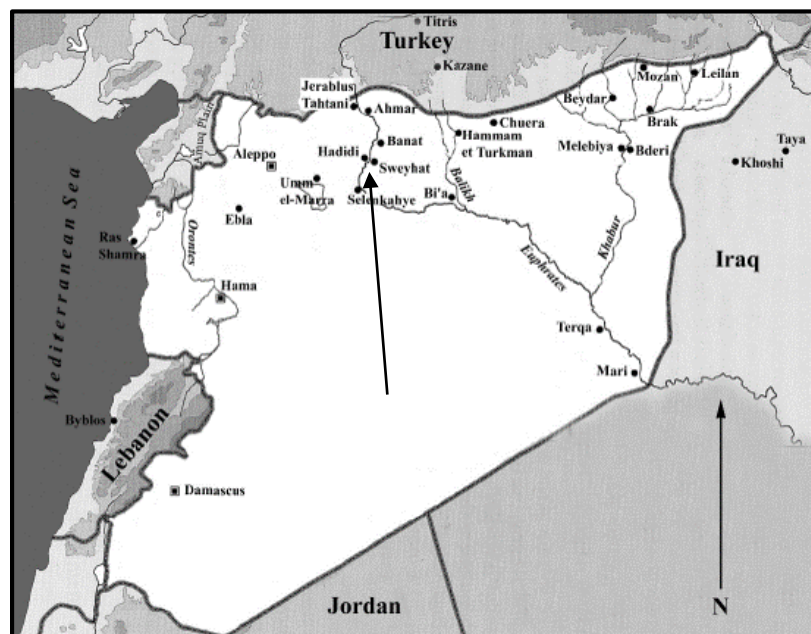 Titris
Turkey
Kazane
Mozan
Leilan
Jerablus
Tahtani
Ahmar
Beydar
Chuera
Brak
Amuq Plain
Banat
Hammam
et Turkman
Aleppo
Hadidi
Sweyhat
Melebiya
Bderi
Taya
Khoshi
Umm
el-Marra
Selenkahye
Balikh
Bi'a
Ebla
Orontes
Ras
Shamra
Khabur
Euphrates
Iraq
Hama
Mediterranean Sea
Terqa
Mari
Byblos
Lebanon
Damascus
Jordan
N